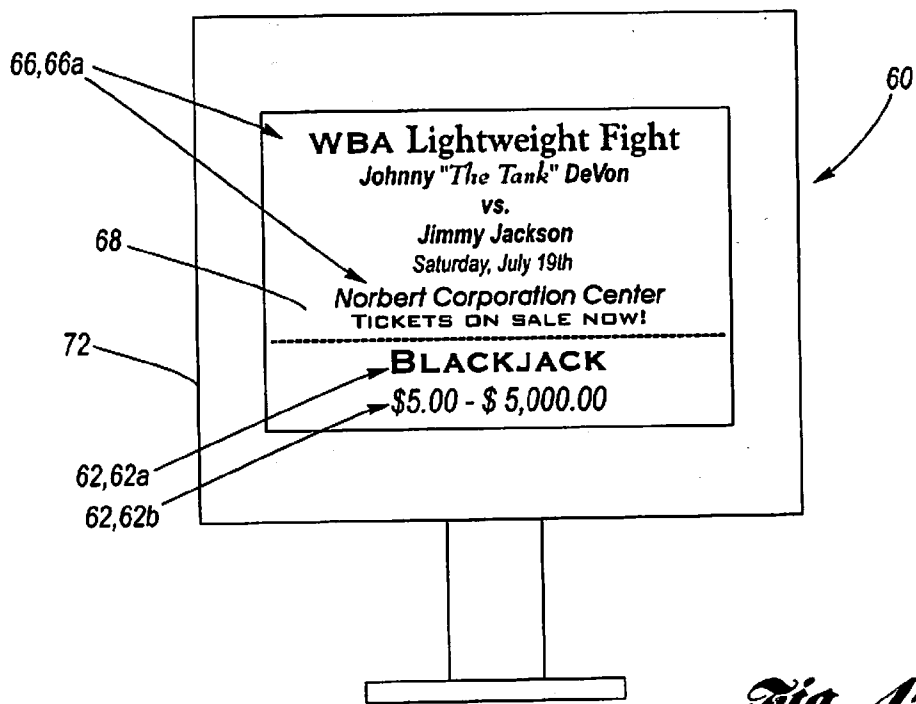 66,66a
60
WBA Lightweight Fight
Johnny "The Tank" DeVon
vs.
Jimmy Jackson
68
Saturday, July 19th
Norbert Corporation Center
TICKETS ON SALE NOW!
72
BLACKJACK
$5.00 - $ 5,000.00
62,62a
62,62b
Fig.